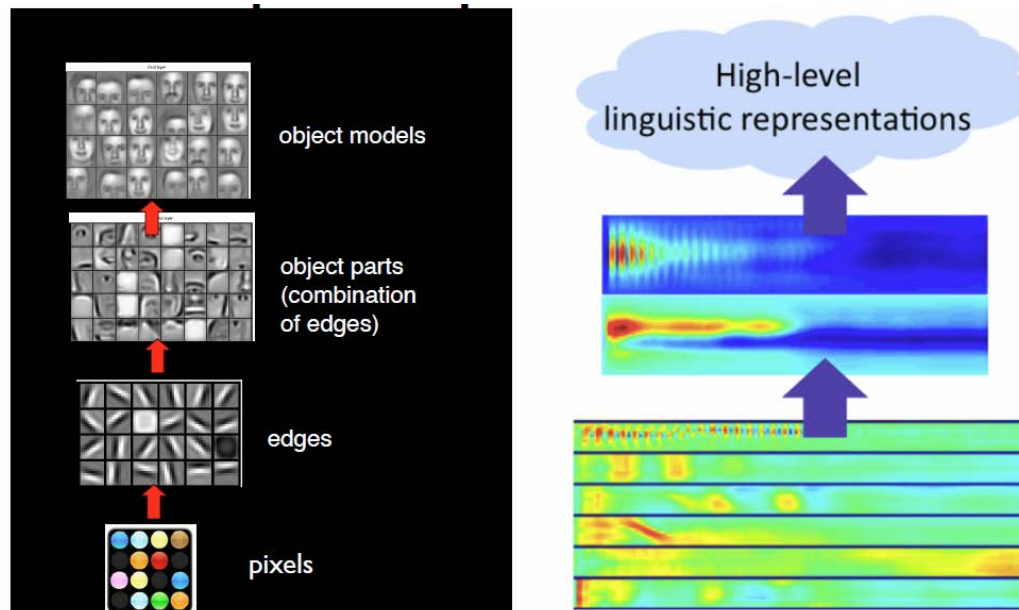 object models
object parts
(combination
of edges)
edges
pixels
High-level
linguistic representations